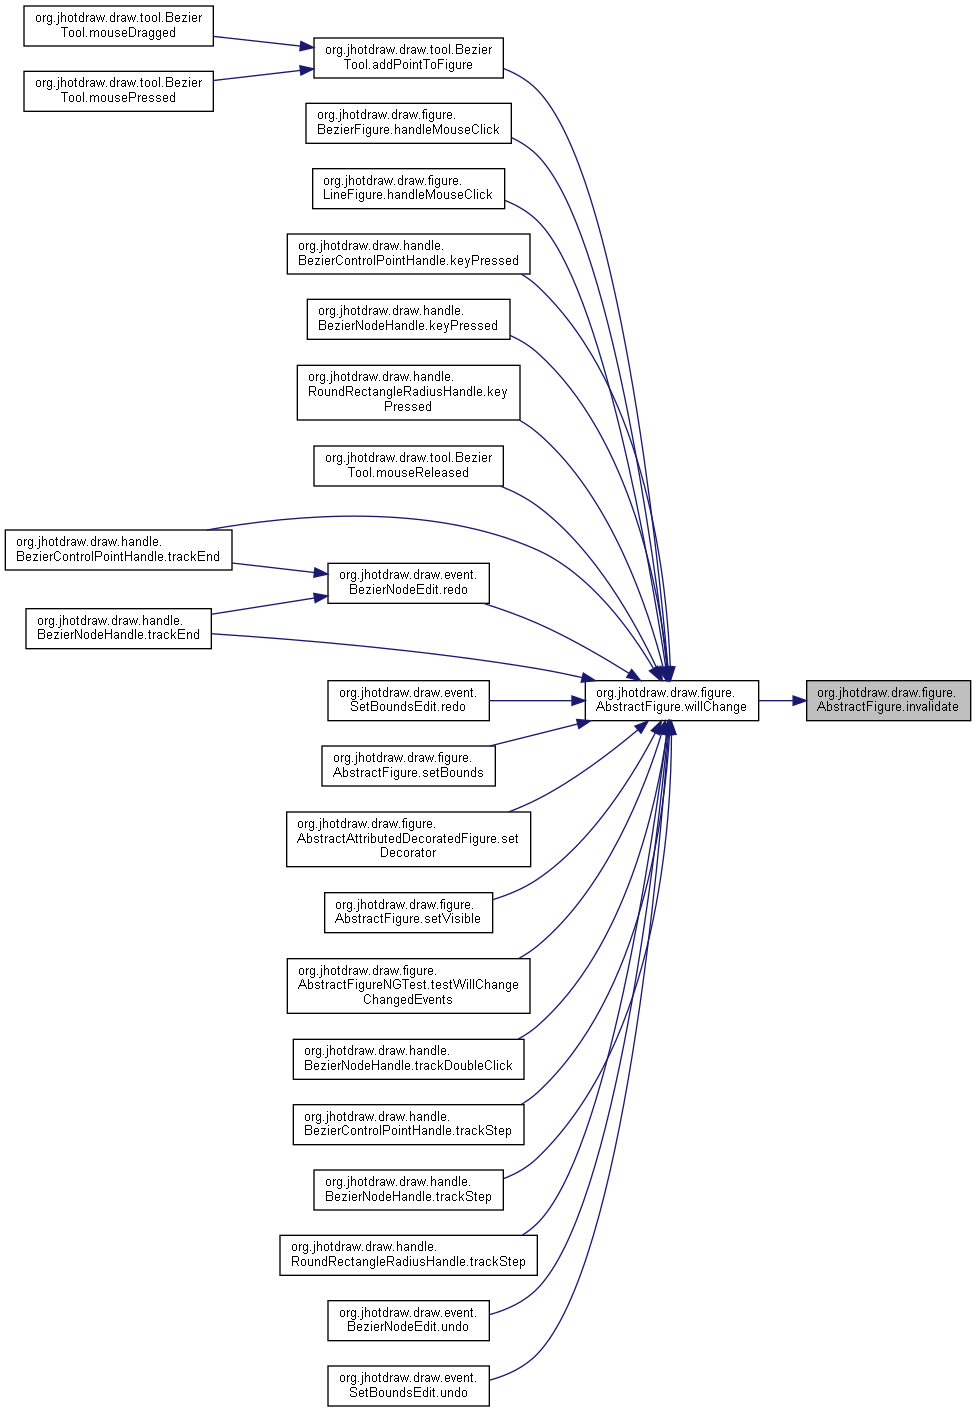 org.jhotdraw.draw.tool.Bezier
Tool.mouseDragged
org.jhotdraw.draw.tool.Bezier
Tool.mousePressed
org.jhotdraw.draw.tool.Bezier
Tool.addPointToFigure
org.jhotdraw.draw.figure.
BezierFigure.handleMouseClick
org.jhotdraw.draw.figure.
LineFigure.handleMouseClick
org.jhotdraw.draw.handle.
BezierControlPointHandle.keyPressed
org.jhotdraw.draw.handle.
BezierNodeHandle.keyPressed
org.jhotdraw.draw.handle.
RoundRectangleRadiusHandle.key
Pressed
org.jhotdraw.draw.tool.Bezier
Tool.mouseReleased
org.jhotdraw.draw.handle.
BezierControlPointHandle.trackEnd
org.jhotdraw.draw.event.
BezierNodeEdit.redo
org.jhotdraw.draw.handle.
BezierNodeHandle.trackEnd
org.jhotdraw.draw.event.
SetBoundsEdit.redo
org.jhotdraw.draw.figure.
AbstractFigure.willChange
org.jhotdraw.draw.figure.
AbstractFigure.invalidate
org.jhotdraw.draw.figure.
AbstractFigure.setBounds
org.jhotdraw.draw.figure.
AbstractAttributedDecoratedFigure.set
Decorator
org.jhotdraw.draw.figure.
AbstractFigure.setVisible
org.jhotdraw.draw.figure.
AbstractFigureNGTest.testWillChange
ChangedEvents
org.jhotdraw.draw.handle.
BezierNodeHandle.trackDoubleClick
org.jhotdraw.draw.handle.
BezierControlPointHandle.trackStep
org.jhotdraw.draw.handle.
BezierNodeHandle.trackStep
org.jhotdraw.draw.handle.
RoundRectangleRadiusHandle.trackStep
org.jhotdraw.draw.event.
BezierNodeEdit.undo
org.jhotdraw.draw.event.
SetBoundsEdit.undo